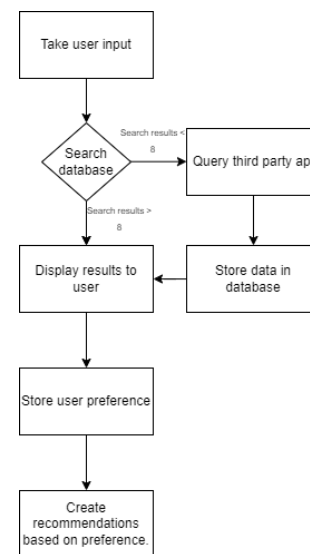 Take user input
Search results <
8
Search
database
Query third party ap
Search results >
8
Display results to
user
Store data in
database
Store user preference
Create
recommendations
based on preference.